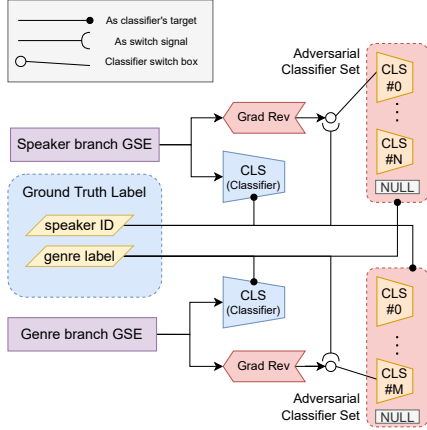 As classifier's target
As switch signal
Classifier switch box
Adversarial
Classifier Set
CLS
#0
CLS
#N
NULL
Grad Rev
Speaker branch GSE
CLS
(Classifier)
Ground Truth Label
speaker ID
genre label
CLS
(Classifier)
Genre branch GSE
Grad Rev
CLS
#0
CLS
#M
NULL
Adversarial
Classifier Set